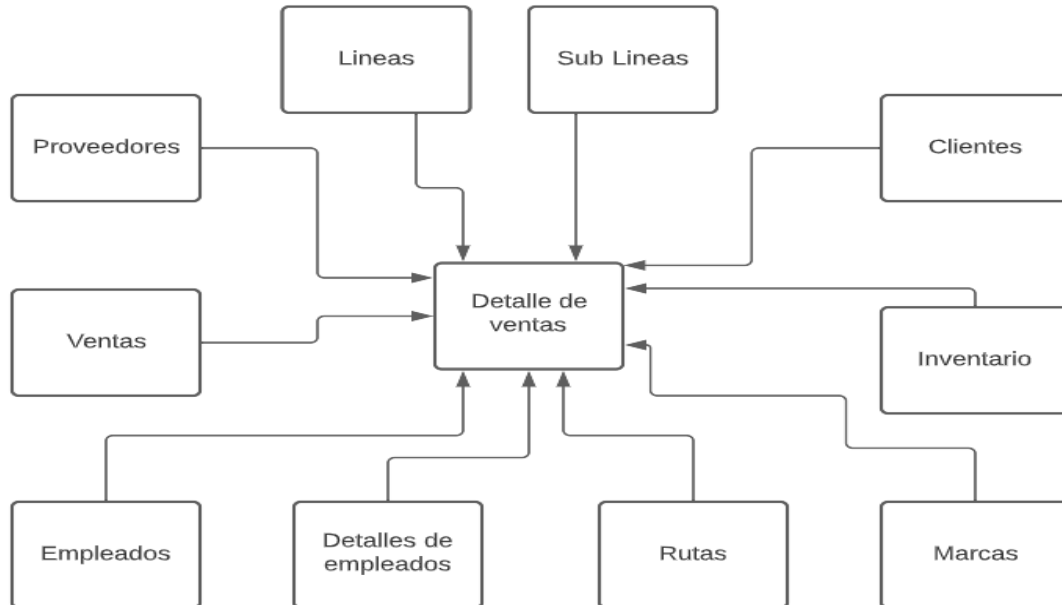 Lineas
Sub Lineas
Proveedores
Clientes
Detalle de
ventas
Ventas
Inventario
Empleados
Detalles de
empleados
Rutas
Marcas